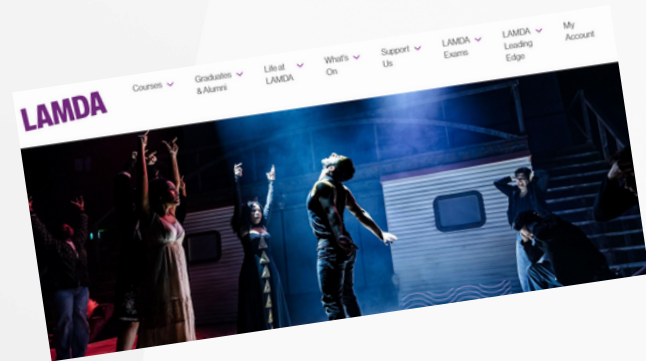 LAMDA
Courses
Graduates
& Alumni
Life at
LAMDA
What's
On
Support
Us
LAMDA
Exams
LAMDA
Leading
Edge
My
Account